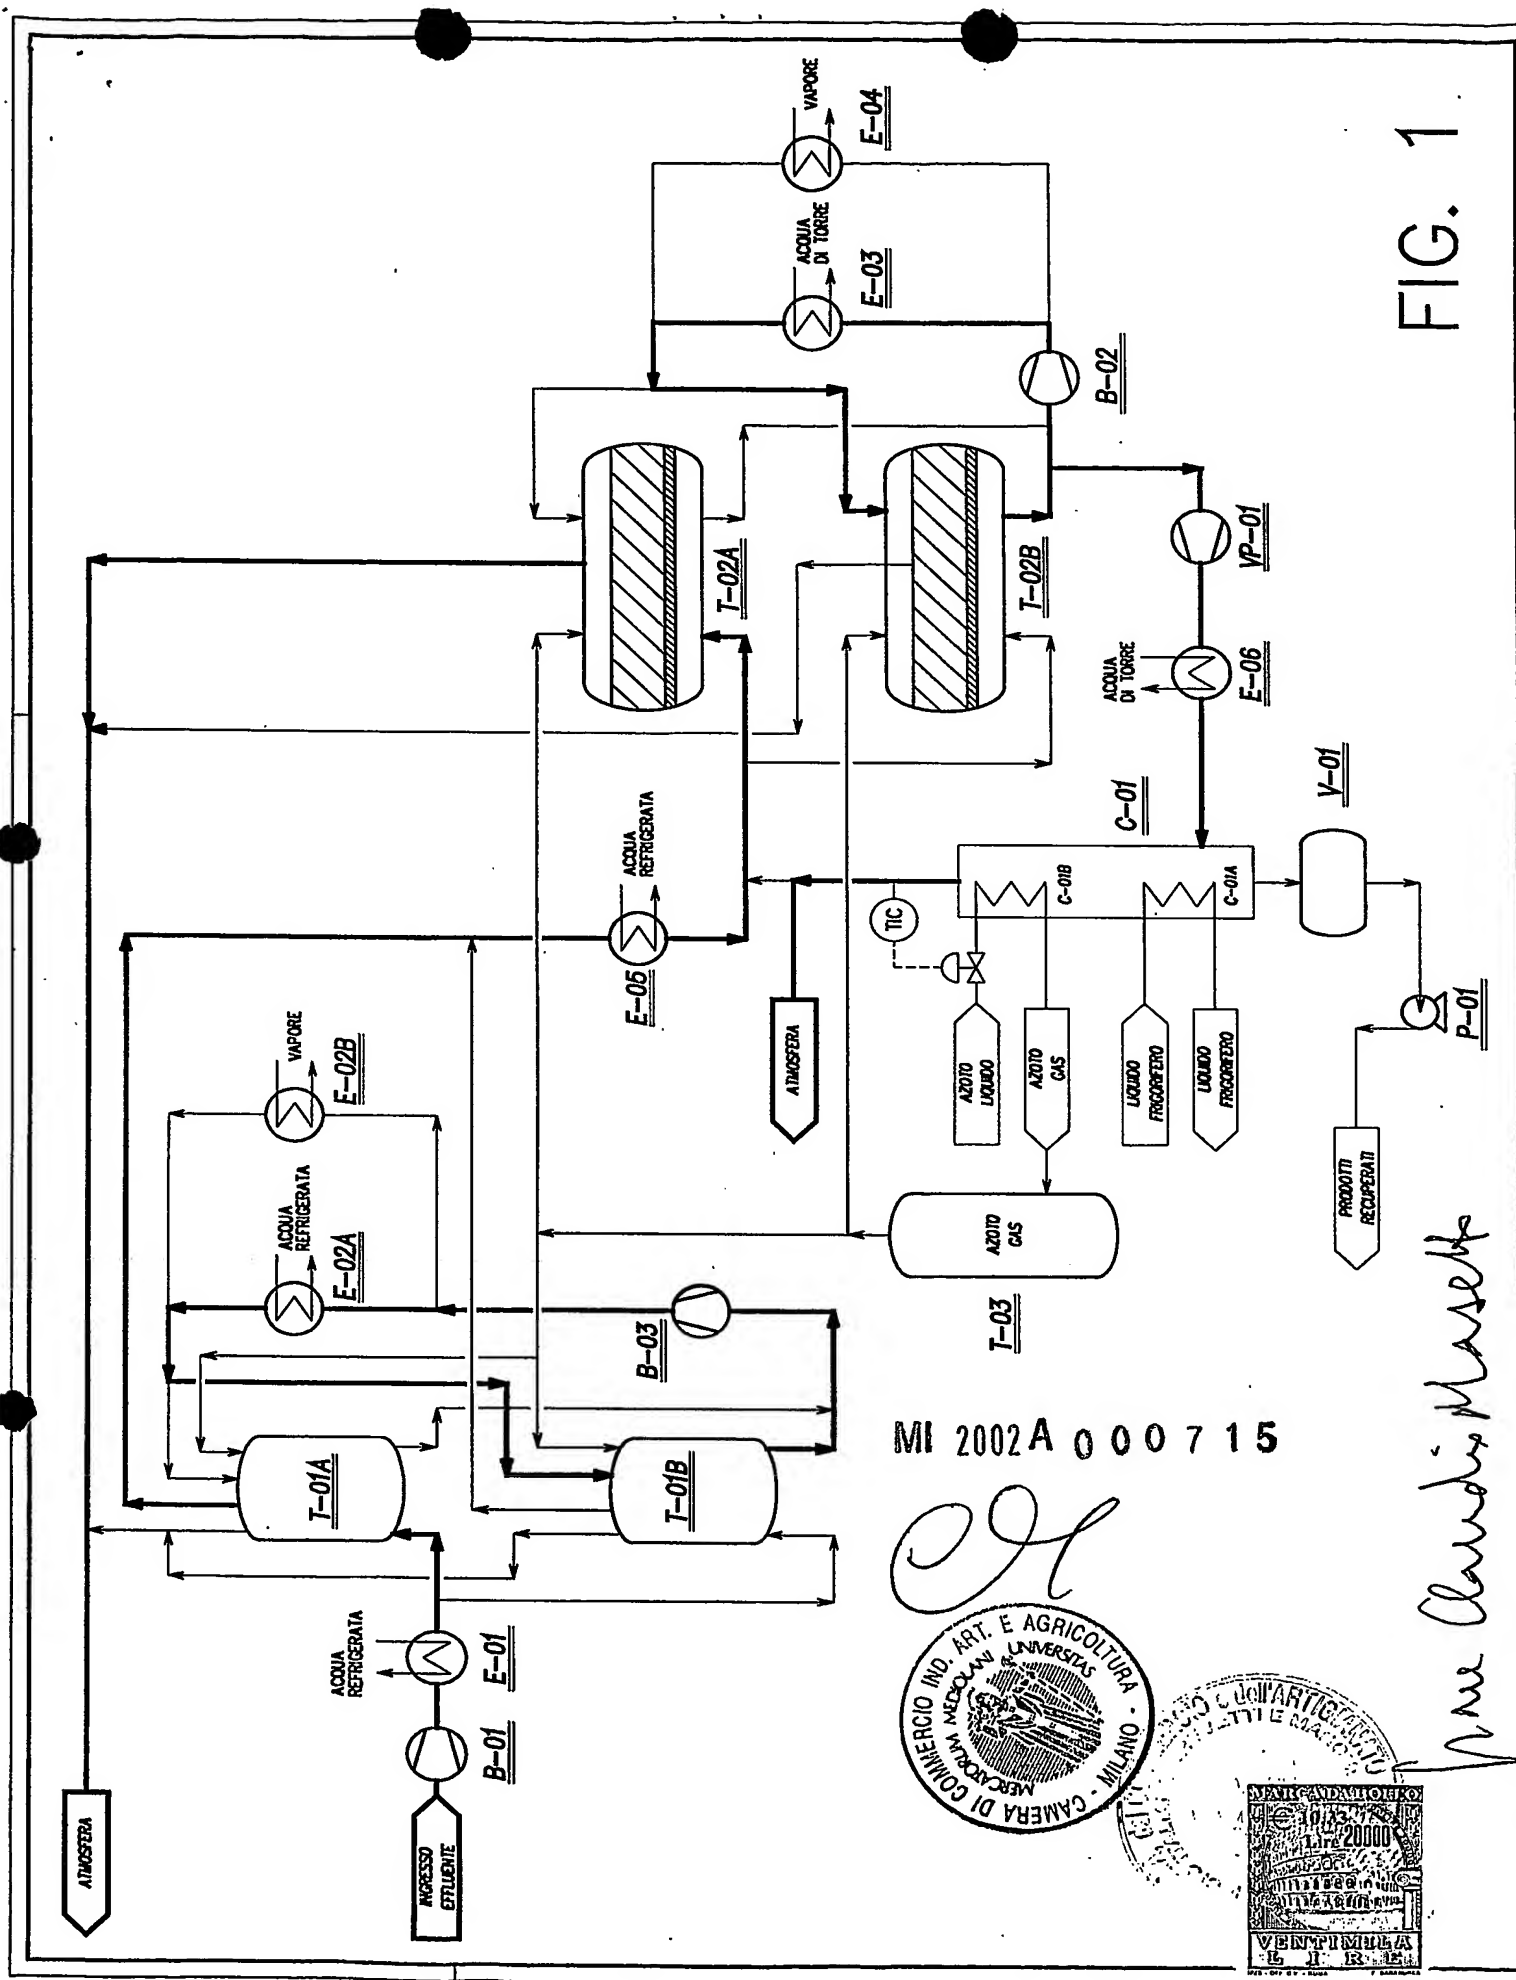 ATMOSFERA
INGRESSO
EFFLUENTE
B-01
ACQUA
REFRIGERATA
E-01
T-01A
T-01B
ACQUA
REFRIGERATA
E-02A
VAPORE
E-02B
B-03
E-05
ACQUA
REFRIGERATA
ATMOSFERA
T-03
AZOTO
GAS
AZOTO
LIQUIDO
AZOTO
GAS
LIQUIDO
FRIGORIFERO
LIQUIDO
FRIGORIFERO
PRODOTTI
RECUPERATI
TIC
C-01B
C-01A
C-01
V-01
P-01
ACQUA
DI TORRE
E-06
VP-01
T-02A
T-02B
B-02
ACQUA
DI TORRE
E-03
VAPORE
E-04
FIG. 1
MI 2002 A 000715
CAMERA DI COMMERCIO IND. ART. E AGRICOLTURA - MILANO -
MERCATORUM MEDIOLANI UNIVERSITAS
MARCA DA BOLLO
€ 10,33
Lire 20000
VENTIMILA
LIRE